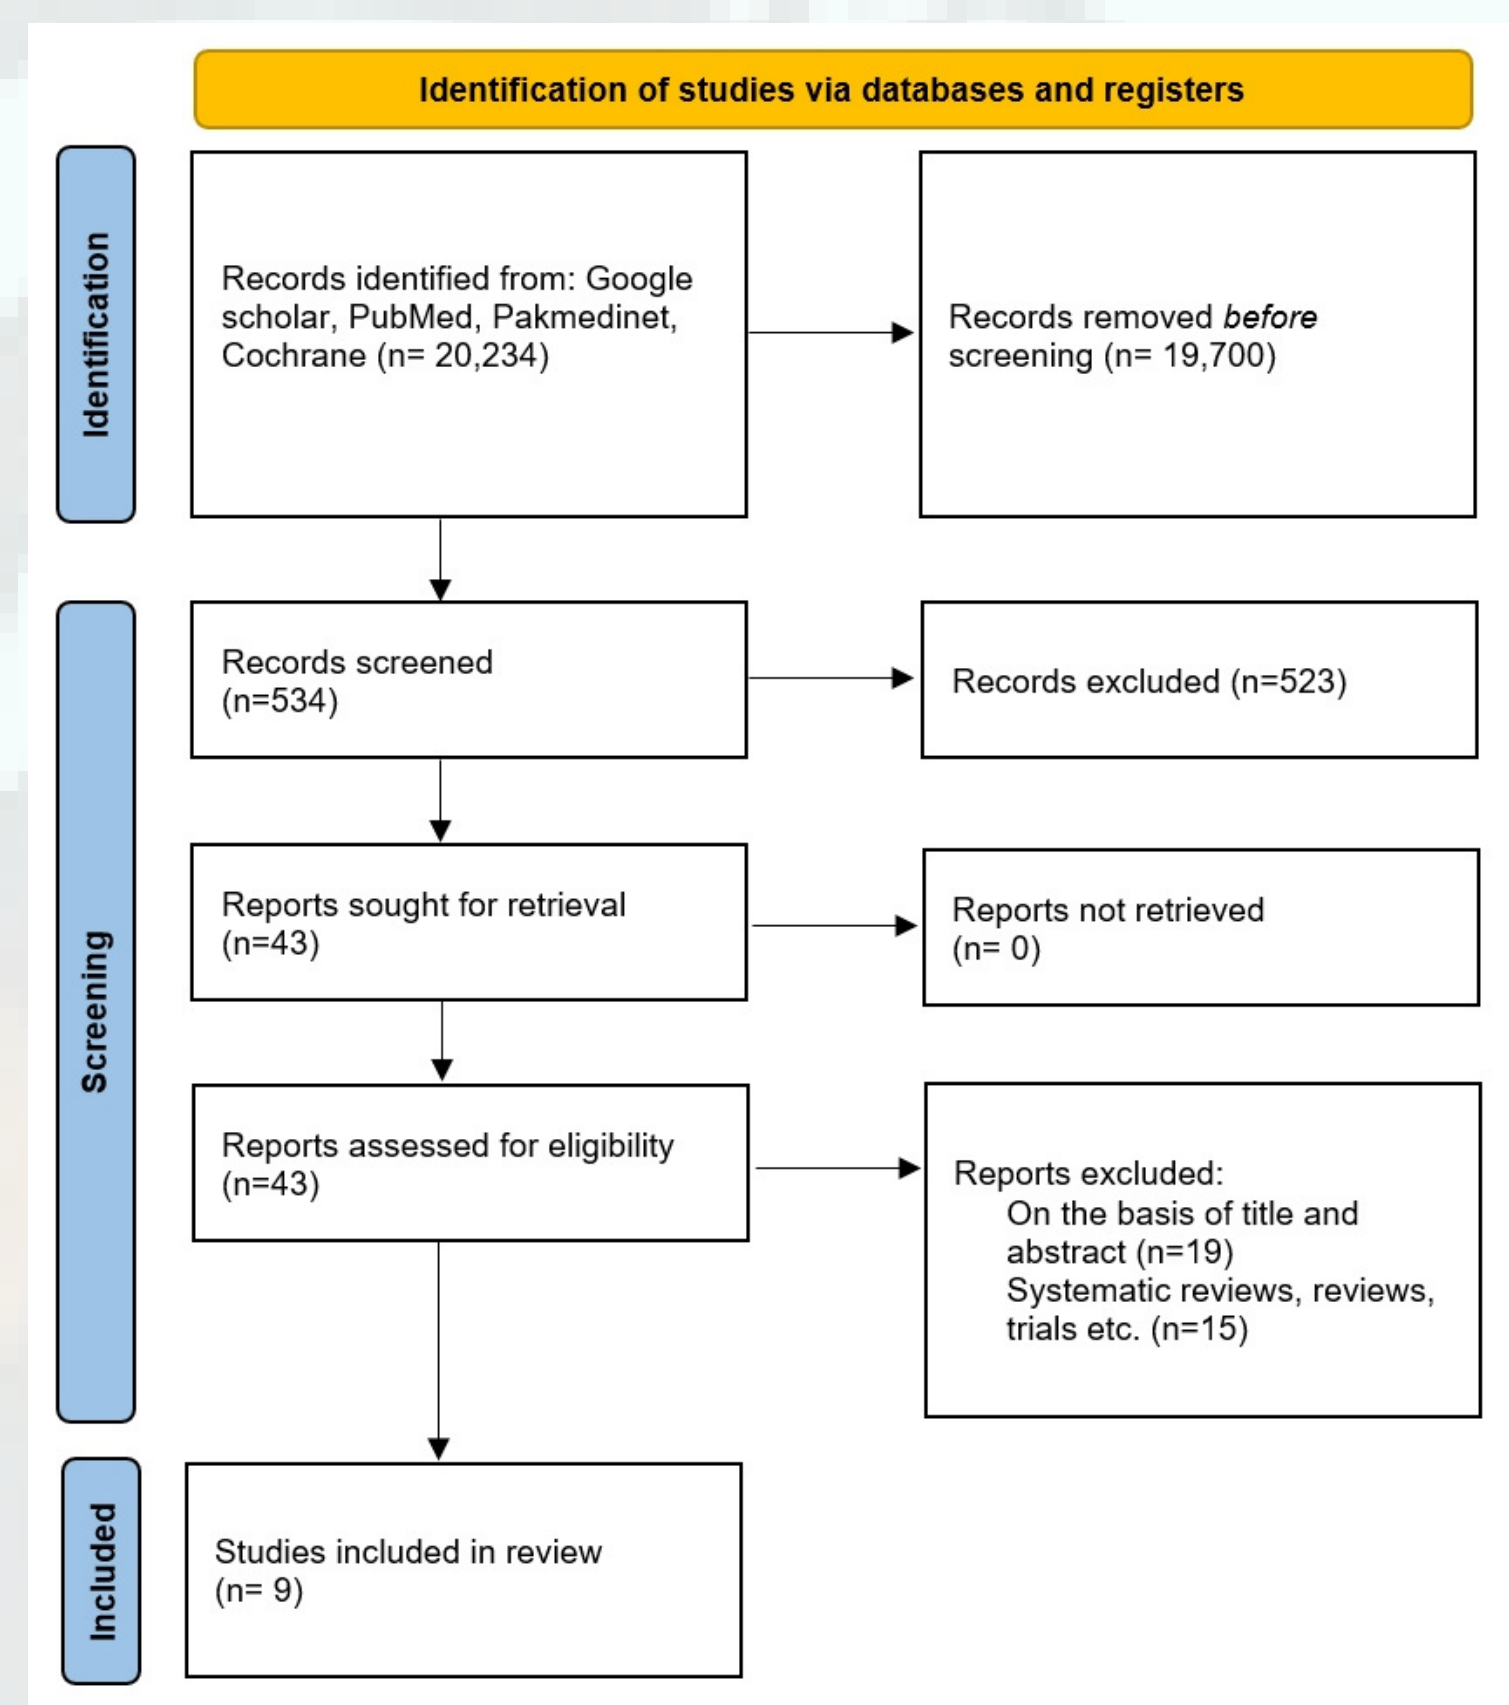 Identification of studies via databases and registers
Identification
Records identified from: Google
scholar, PubMed, Pakmedinet,
Cochrane (n= 20,234)
Records removed before
screening (n= 19,700)
Screening
Records screened
(n=534)
Records excluded (n=523)
Reports sought for retrieval
(n=43)
Reports not retrieved
(n= 0)
Reports assessed for eligibility
(n=43)
Reports excluded:
On the basis of title and
abstract (n=19)
Systematic reviews, reviews,
trials etc. (n=15)
Included
Studies included in review
(n= 9)